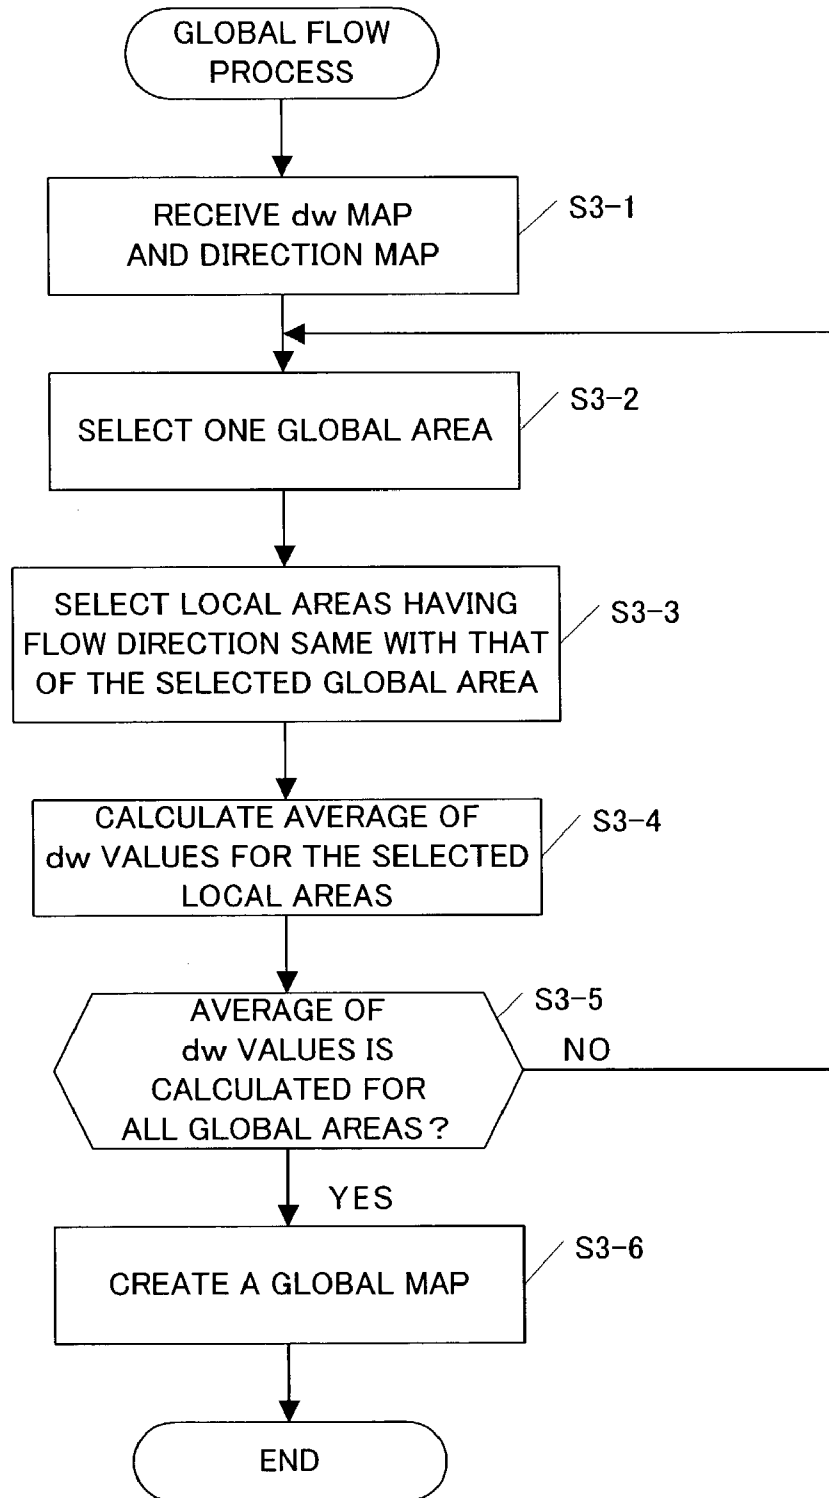 GLOBAL FLOW
PROCESS
RECEIVE dw MAP
AND DIRECTION MAP
S3-1
SELECT ONE GLOBAL AREA
S3-2
SELECT LOCAL AREAS HAVING
FLOW DIRECTION SAME WITH THAT
OF THE SELECTED GLOBAL AREA
S3-3
CALCULATE AVERAGE OF
dw VALUES FOR THE SELECTED
LOCAL AREAS
S3-4
AVERAGE OF
dw VALUES IS
CALCULATED FOR
ALL GLOBAL AREAS?
S3-5
NO
YES
CREATE A GLOBAL MAP
S3-6
END